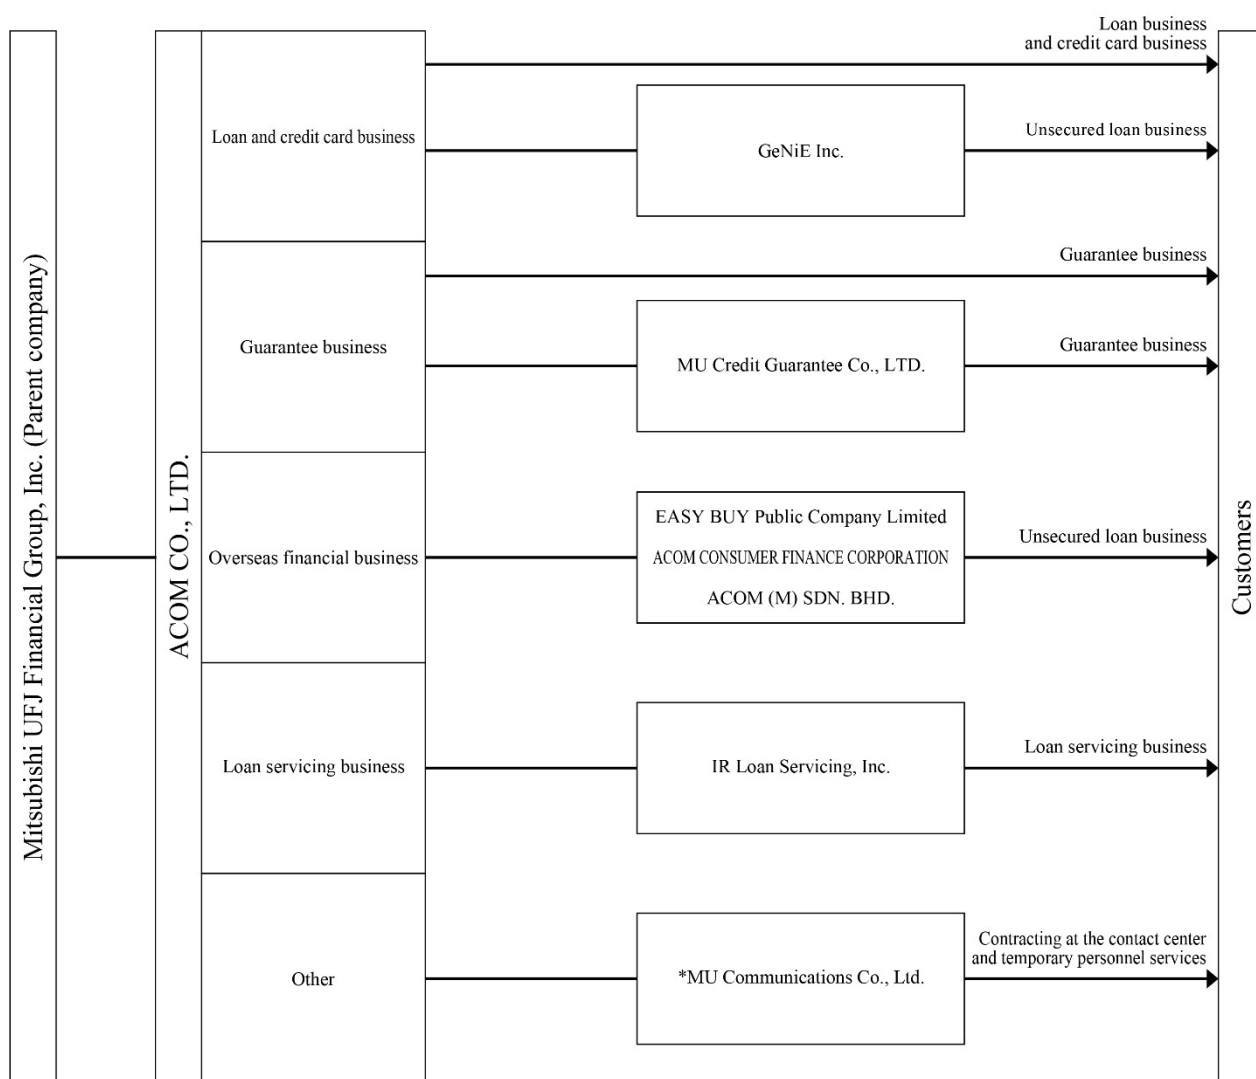 Mitsubishi UFJ Financial Group, Inc. (Parent company)
ACOM CO., LTD.
Loan and credit card business
Loan business
and credit card business
GeNiE Inc.
Unsecured loan business
Guarantee business
Guarantee business
MU Credit Guarantee Co., LTD.
Guarantee business
Overseas financial business
EASY BUY Public Company Limited
ACOM CONSUMER FINANCE CORPORATION
ACOM (M) SDN. BHD.
Unsecured loan business
Loan servicing business
IR Loan Servicing, Inc.
Loan servicing business
Other
*MU Communications Co., Ltd.
Contracting at the contact center
and temporary personnel services
Customers